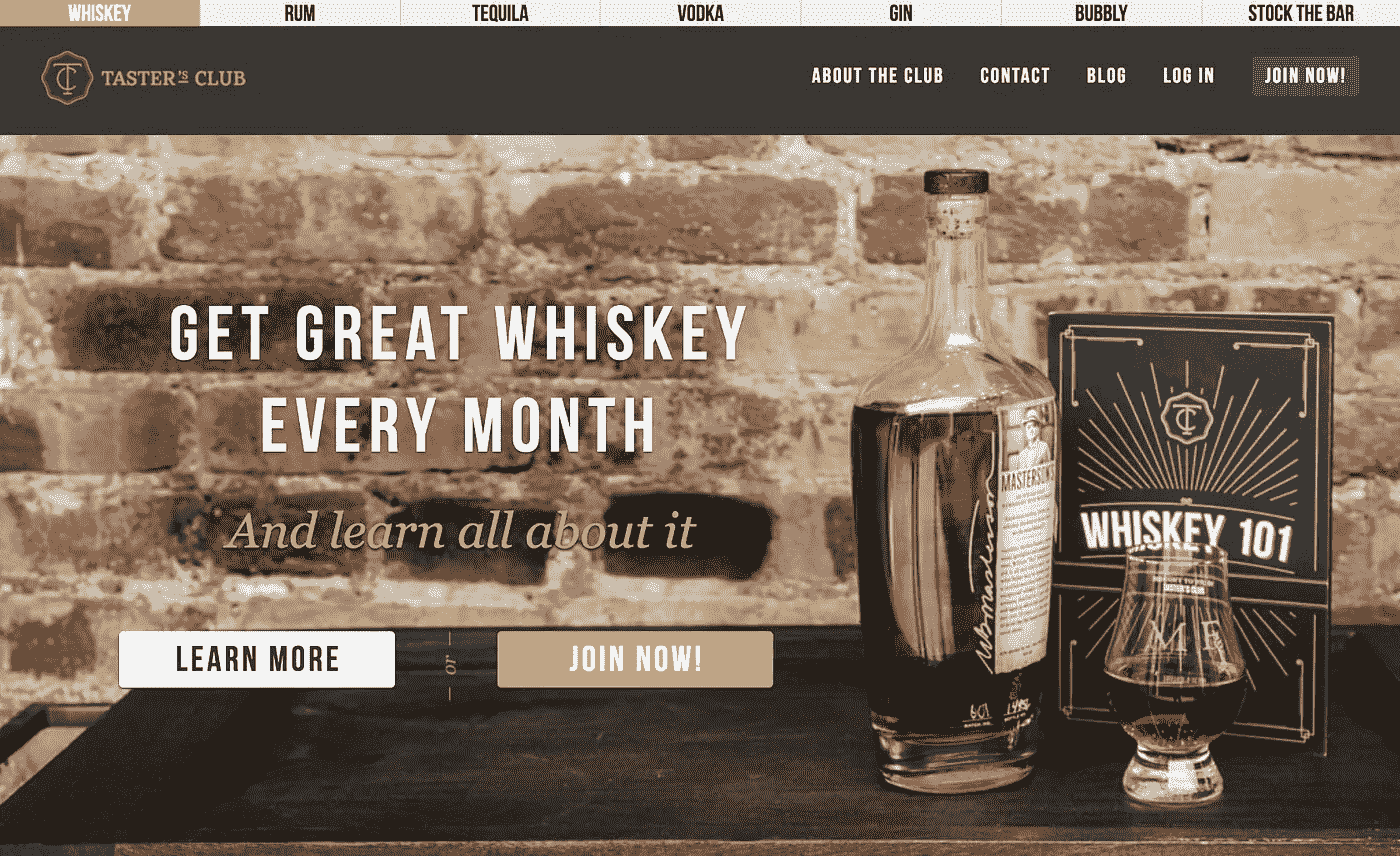 WHISKEY
RUM
TEQUILA
VODKA
GIN
BUBBLY
STOCK THE BAR
TC
TASTER'S CLUB
ABOUT THE CLUB
CONTACT
BLOG
LOG IN
JOIN NOW!
GET GREAT WHISKEY
EVERY MONTH
And learn all about it
LEARN MORE
or
JOIN NOW!
MASTERSON'S
TC
WHISKEY 101
TASTER'S CLUB